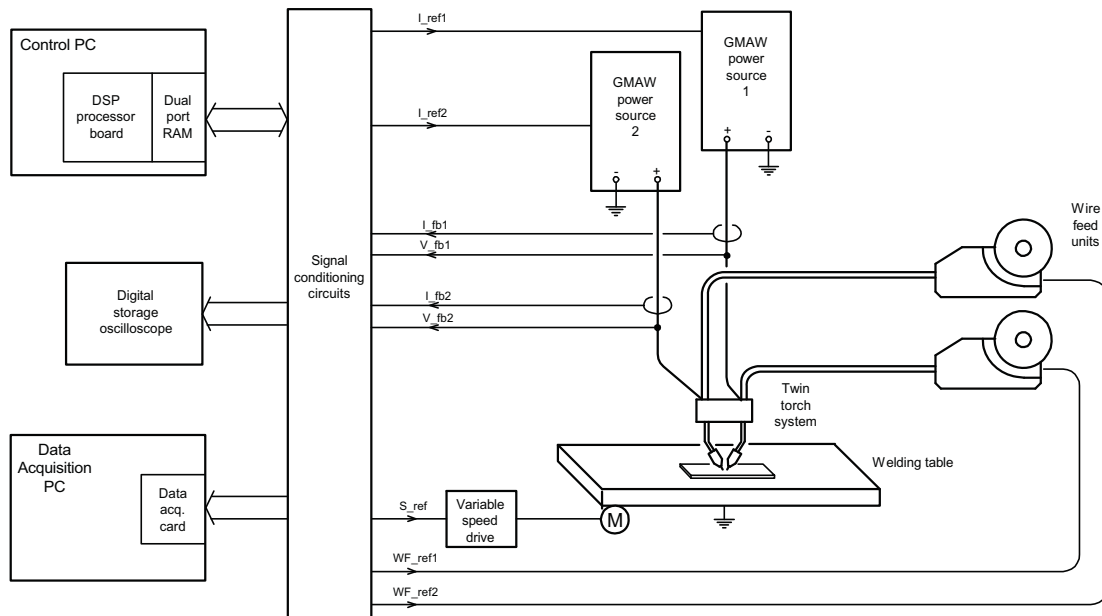 Control PC
DSP
processor
board
Dual
port
RAM
Digital
storage
oscilloscope
Data
Acquisition
PC
Data
acq.
card
Signal
conditioning
circuits
I_ref1
I_ref2
I_fb1
V_fb1
I_fb2
V_fb2
S_ref
WF_ref1
WF_ref2
GMAW
power
source
1
+
-
GMAW
power
source
2
-
+
Wire
feed
units
Twin
torch
system
Welding table
Variable
speed
drive
M